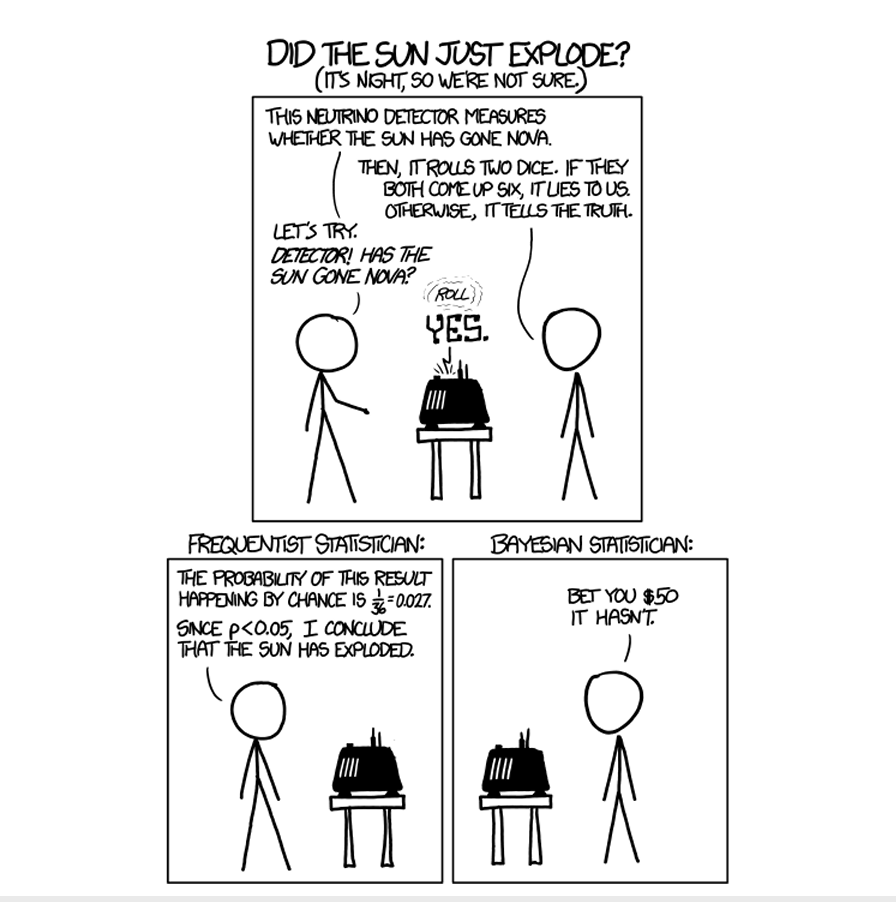 DID THE SUN JUST EXPLODE?
(IT'S NIGHT, SO WE'RE NOT SURE.)
THIS NEUTRINO DETECTOR MEASURES
WHETHER THE SUN HAS GONE NOVA.
THEN, IT ROLLS TWO DICE. IF THEY
BOTH COME UP SIX, IT LIES TO US.
OTHERWISE, IT TELLS THE TRUTH.
LET'S TRY.
DETECTOR! HAS THE
SUN GONE NOVA?
(ROLL)
YES.
FREQUENTIST STATISTICIAN:
THE PROBABILITY OF THIS RESULT
HAPPENING BY CHANCE IS 1/36=0.027.
SINCE p<0.05, I CONCLUDE
THAT THE SUN HAS EXPLODED.
BAYESIAN STATISTICIAN:
BET YOU $50
IT HASN'T.